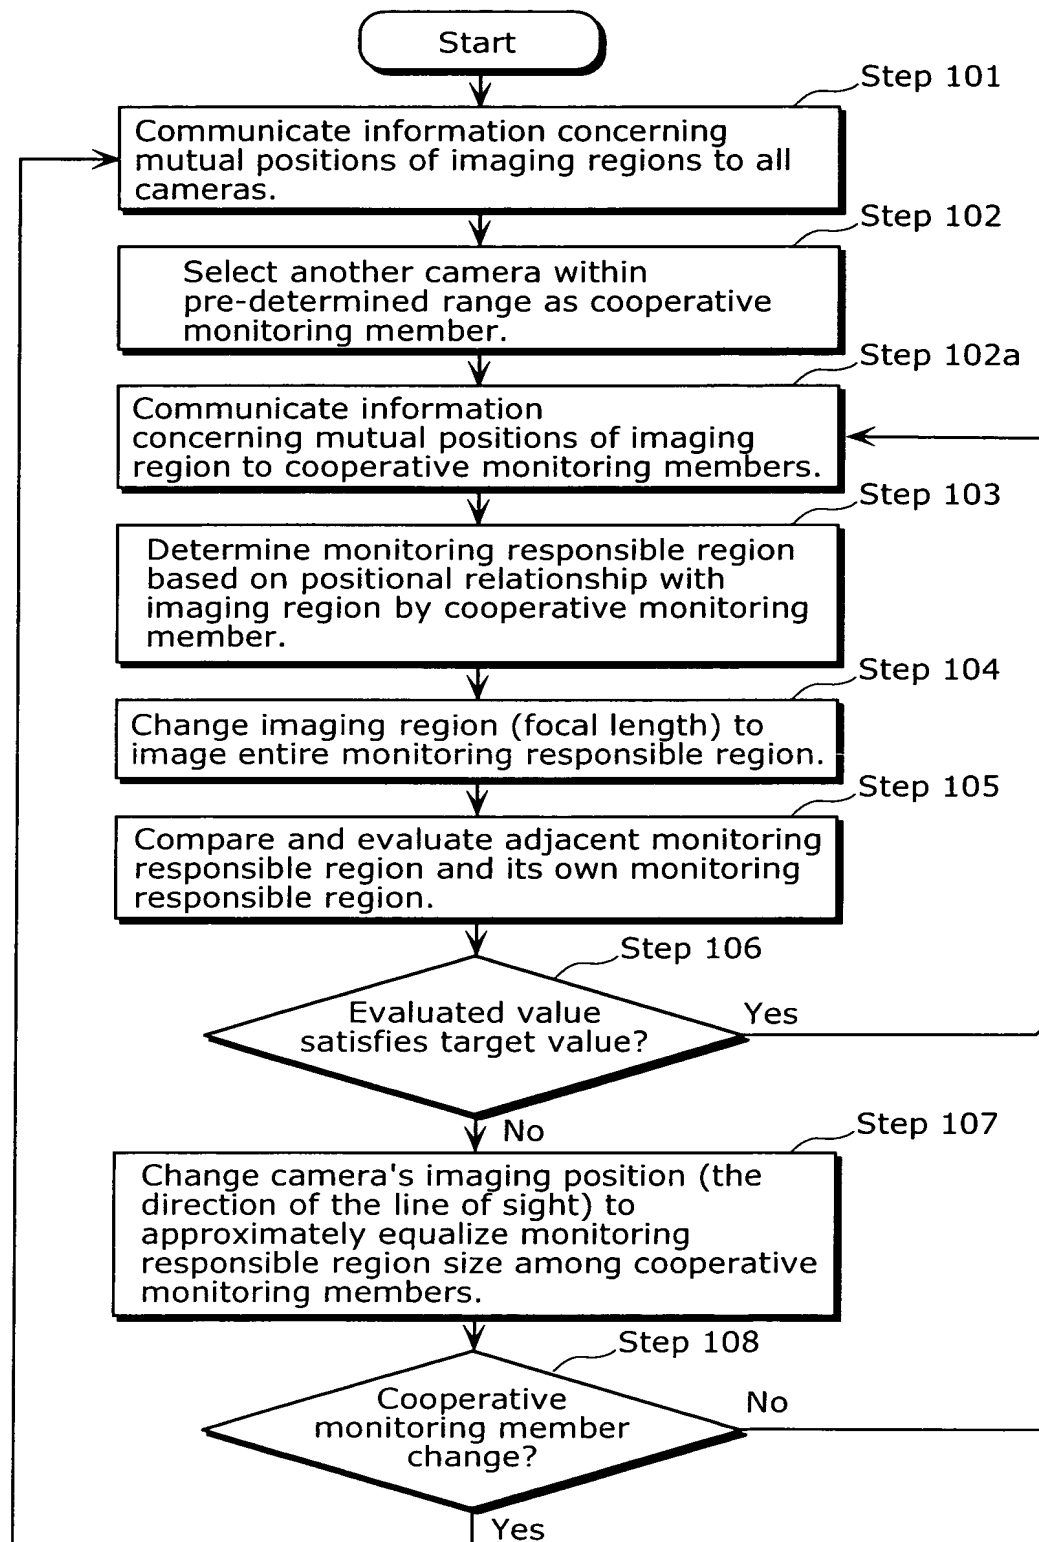 Start
Step 101
Communicate information concerning
mutual positions of imaging regions to all
cameras.
Step 102
Select another camera within
pre-determined range as cooperative
monitoring member.
Step 102a
Communicate information
concerning mutual positions of imaging
region to cooperative monitoring members.
Step 103
Determine monitoring responsible region
based on positional relationship with
imaging region by cooperative monitoring
member.
Step 104
Change imaging region (focal length) to
image entire monitoring responsible region.
Step 105
Compare and evaluate adjacent monitoring
responsible region and its own monitoring
responsible region.
Step 106
Evaluated value
satisfies target value?
Yes
No
Step 107
Change camera's imaging position (the
direction of the line of sight) to
approximately equalize monitoring
responsible region size among cooperative
monitoring members.
Step 108
Cooperative
monitoring member
change?
No
Yes